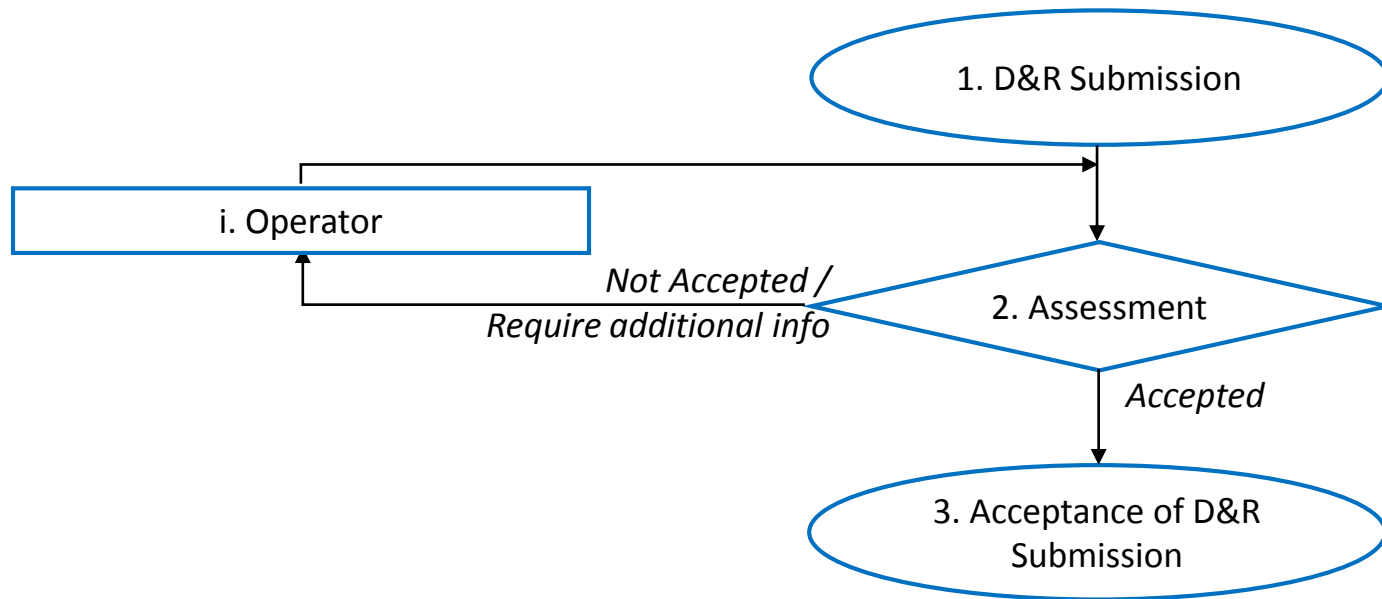 1. D&R Submission
i. Operator
Not Accepted /
Require additional info
2. Assessment
Accepted
3. Acceptance of D&R
Submission